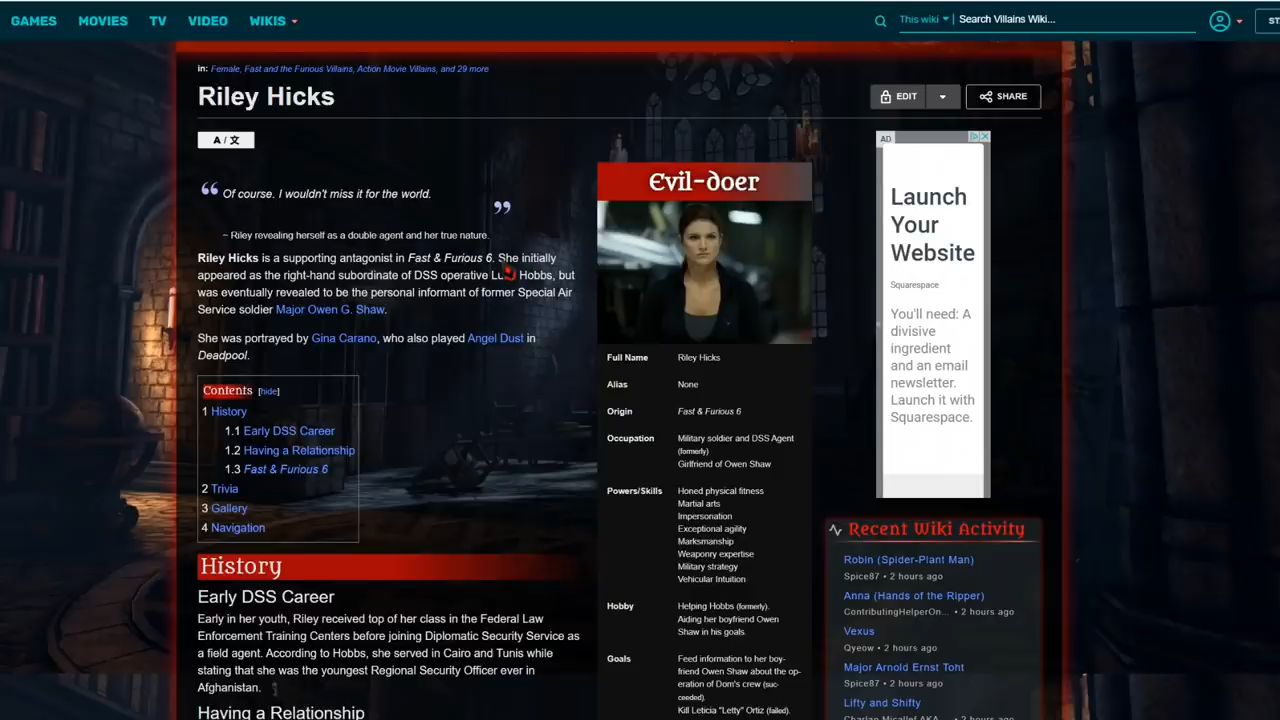 GAMES MOVIES TV VIDEO WIKIS
This wiki Search Villains Wiki...
in: Female, Fast and the Furious Villains, Action Movie Villains, and 29 more
Riley Hicks
EDIT
SHARE
A / 文
“ Of course. I wouldn't miss it for the world. ”
~ Riley revealing herself as a double agent and her true nature.
Riley Hicks is a supporting antagonist in Fast & Furious 6. She initially
appeared as the right-hand subordinate of DSS operative Hobbs, but
was eventually revealed to be the personal informant of former Special Air
Service soldier Major Owen G. Shaw.
She was portrayed by Gina Carano, who also played Angel Dust in
Deadpool.
Contents [hide]
1 History
1.1 Early DSS Career
1.2 Having a Relationship
1.3 Fast & Furious 6
2 Trivia
3 Gallery
4 Navigation
History
Early DSS Career
Early in her youth, Riley received top of her class in the Federal Law
Enforcement Training Centers before joining Diplomatic Security Service as
a field agent. According to Hobbs, she served in Cairo and Tunis while
stating that she was the youngest Regional Security Officer ever in
Afghanistan.
Having a Relationship
Evil-doer
Full Name Riley Hicks
Alias None
Origin Fast & Furious 6
Occupation Military soldier and DSS Agent
(formerly)
Girlfriend of Owen Shaw
Powers/Skills Honed physical fitness
Martial arts
Impersonation
Exceptional agility
Marksmanship
Weaponry expertise
Military strategy
Vehicular Intuition
Hobby Helping Hobbs (formerly).
Aiding her boyfriend Owen
Shaw in his goals.
Goals Feed information to her boy-
friend Owen Shaw about the op-
eration of Dom's crew (suc-
ceeded).
Kill Leticia "Letty" Ortiz (failed).
AD
Launch
Your
Website
Squarespace
You'll need: A
divisive
ingredient
and an email
newsletter.
Launch it with
Squarespace.
Recent Wiki Activity
Robin (Spider-Plant Man)
Spice87 • 2 hours ago
Anna (Hands of the Ripper)
ContributingHelperOn... • 2 hours ago
Vexus
Qyeow • 2 hours ago
Major Arnold Ernst Toht
Spice87 • 2 hours ago
Lifty and Shifty